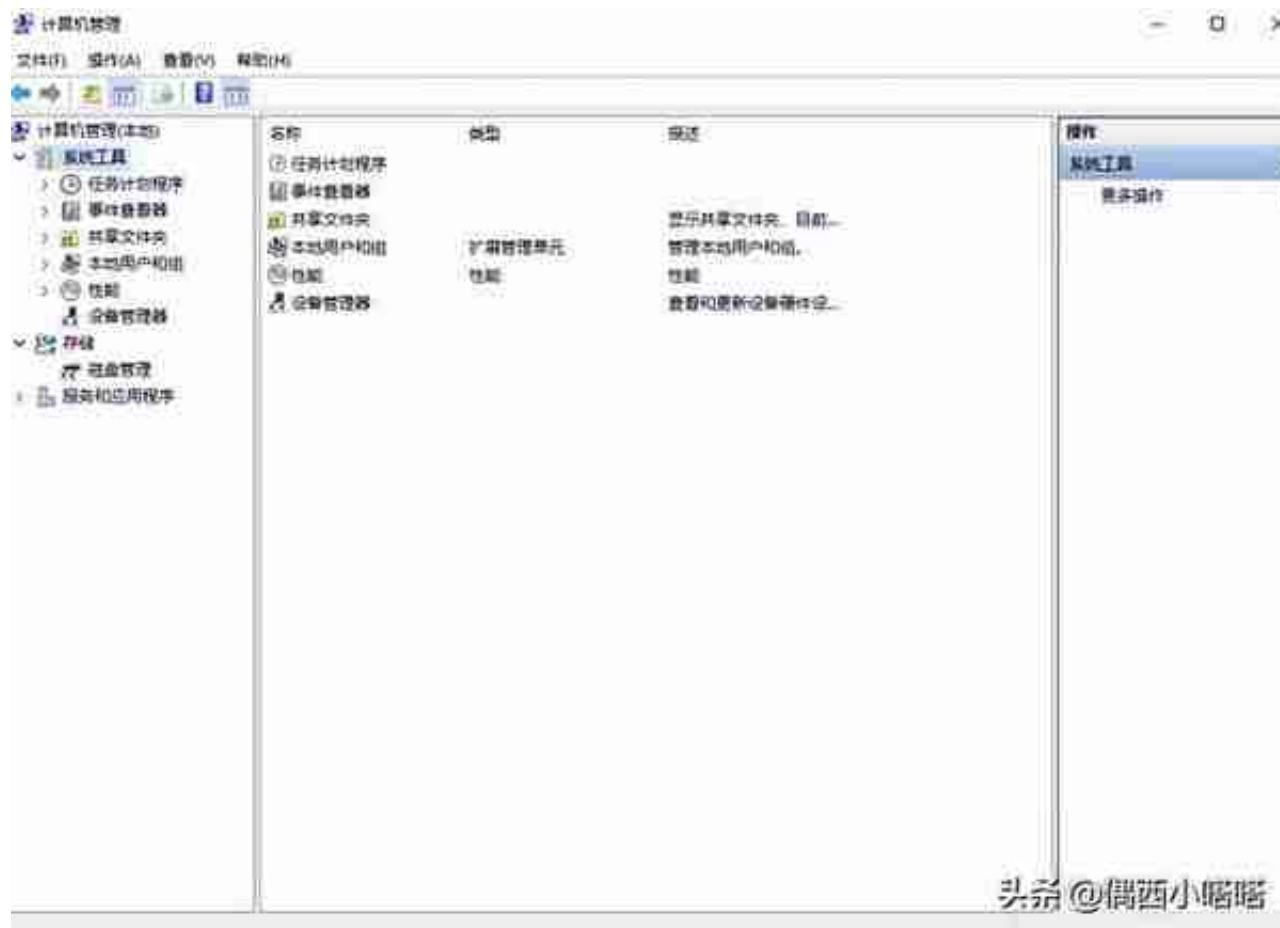 计算机管理
文件(F) 操作(A) 查看(V) 帮助(H)
计算机管理(本地)
系统工具
任务计划程序
事件查看器
共享文件夹
本地用户和组
性能
设备管理器
存储
磁盘管理
服务和应用程序
名称 类型 描述
任务计划程序
事件查看器
共享文件夹 显示共享文件夹、目前...
本地用户和组 扩展管理单元 管理本地用户和组。
性能 性能 性能
设备管理器 查看和更新设备硬件设...
操作
系统工具
更多操作
头条 @偶西小嗒嗒